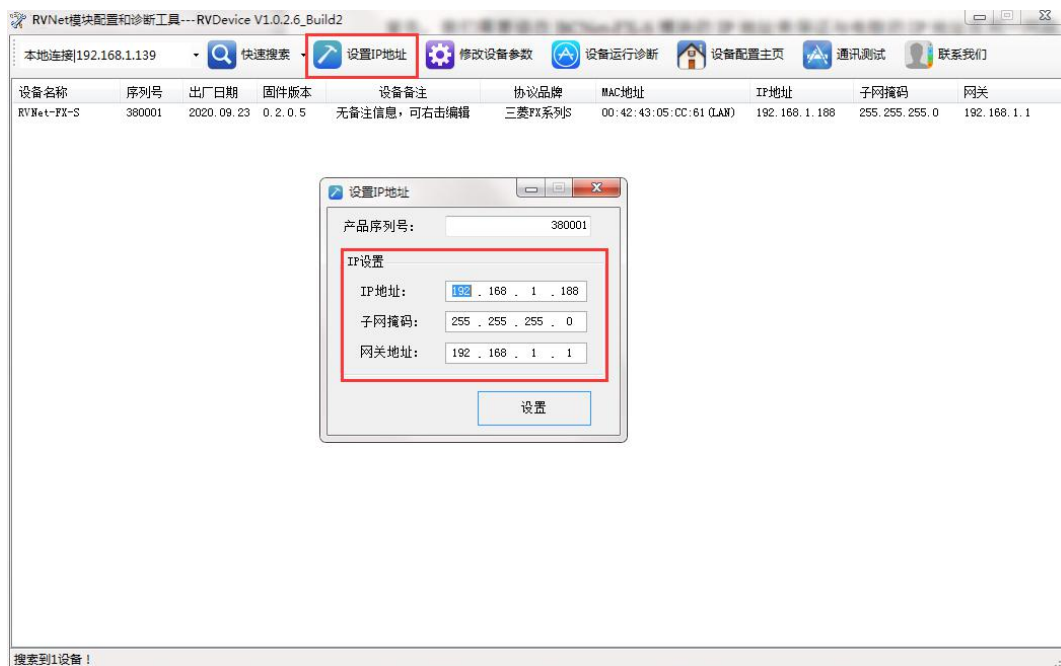 RVNet模块配置和诊断工具---RVDevice V1.0.2.6_Build2
本地连接|192.168.1.139 快速搜索 设置IP地址 修改设备参数 设备运行诊断 设备配置主页 通讯测试 联系我们
设备名称 序列号 出厂日期 固件版本 设备备注 协议品牌 MAC地址 IP地址 子网掩码 网关
RVNet-FX-S 380001 2020.09.23 0.2.0.5 无备注信息，可右击编辑 三菱FX系列S 00:42:43:05:CC:61(LAN) 192.168.1.188 255.255.255.0 192.168.1.1
设置IP地址
产品序列号： 380001
IP设置
IP地址： 192 . 168 . 1 . 188
子网掩码： 255 . 255 . 255 . 0
网关地址： 192 . 168 . 1 . 1
设置
搜索到1设备！